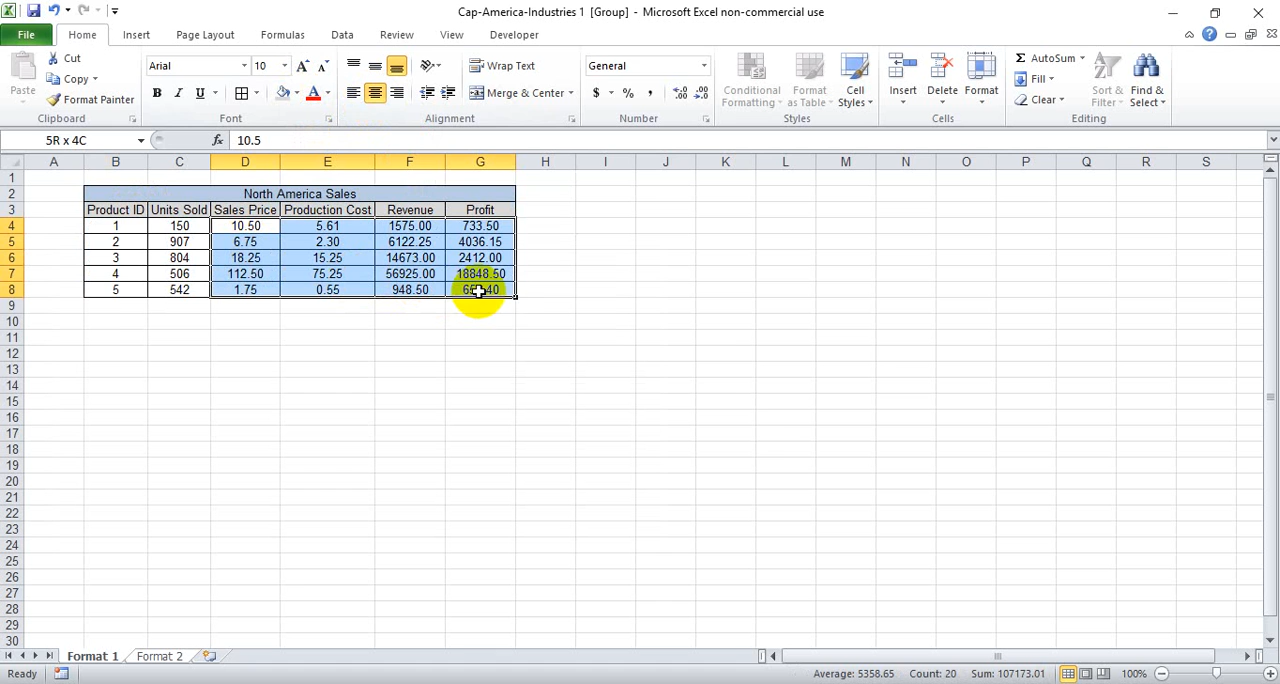 Cap-America-Industries 1 [Group] - Microsoft Excel non-commercial use
File Home Insert Page Layout Formulas Data Review View Developer
Paste Cut Copy Format Painter Clipboard
Arial 10 B I U A A A Font
Wrap Text Merge & Center Alignment
General $ % , Number
Conditional Formatting Format as Table Cell Styles Styles
Insert Delete Format Cells
Σ AutoSum Fill Clear Sort & Filter Find & Select Editing
5R x 4C fx 10.5
A B C D E F G H I J K L M N O P Q R S
1
2 North America Sales
3 Product ID Units Sold Sales Price Production Cost Revenue Profit
4 1 150 10.50 5.61 1575.00 733.50
5 2 907 6.75 2.30 6122.25 4036.15
6 3 804 18.25 15.25 14673.00 2412.00
7 4 506 112.50 75.25 56925.00 18848.50
8 5 542 1.75 0.55 948.50
9
10
11
12
13
14
15
16
17
18
19
20
21
22
23
24
25
26
27
28
29
30
Format 1 Format 2
Ready Average: 5358.65 Count: 20 Sum: 107173.01 100%